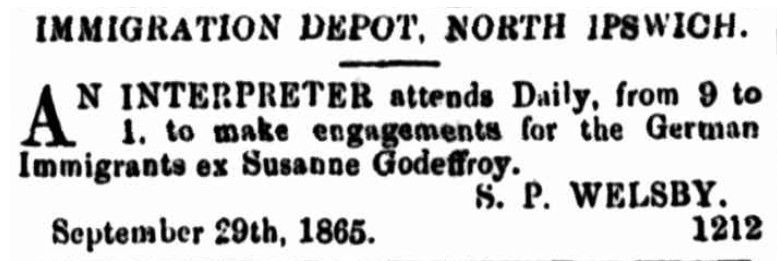 IMMIGRATION DEPOT, NORTH IPSWICH.
AN INTERPRETER attends Daily, from 9 to
1, to make engagements for the German
Immigrants ex Susanne Godeffroy.
S. P. WELSBY.
September 29th, 1865. 1212